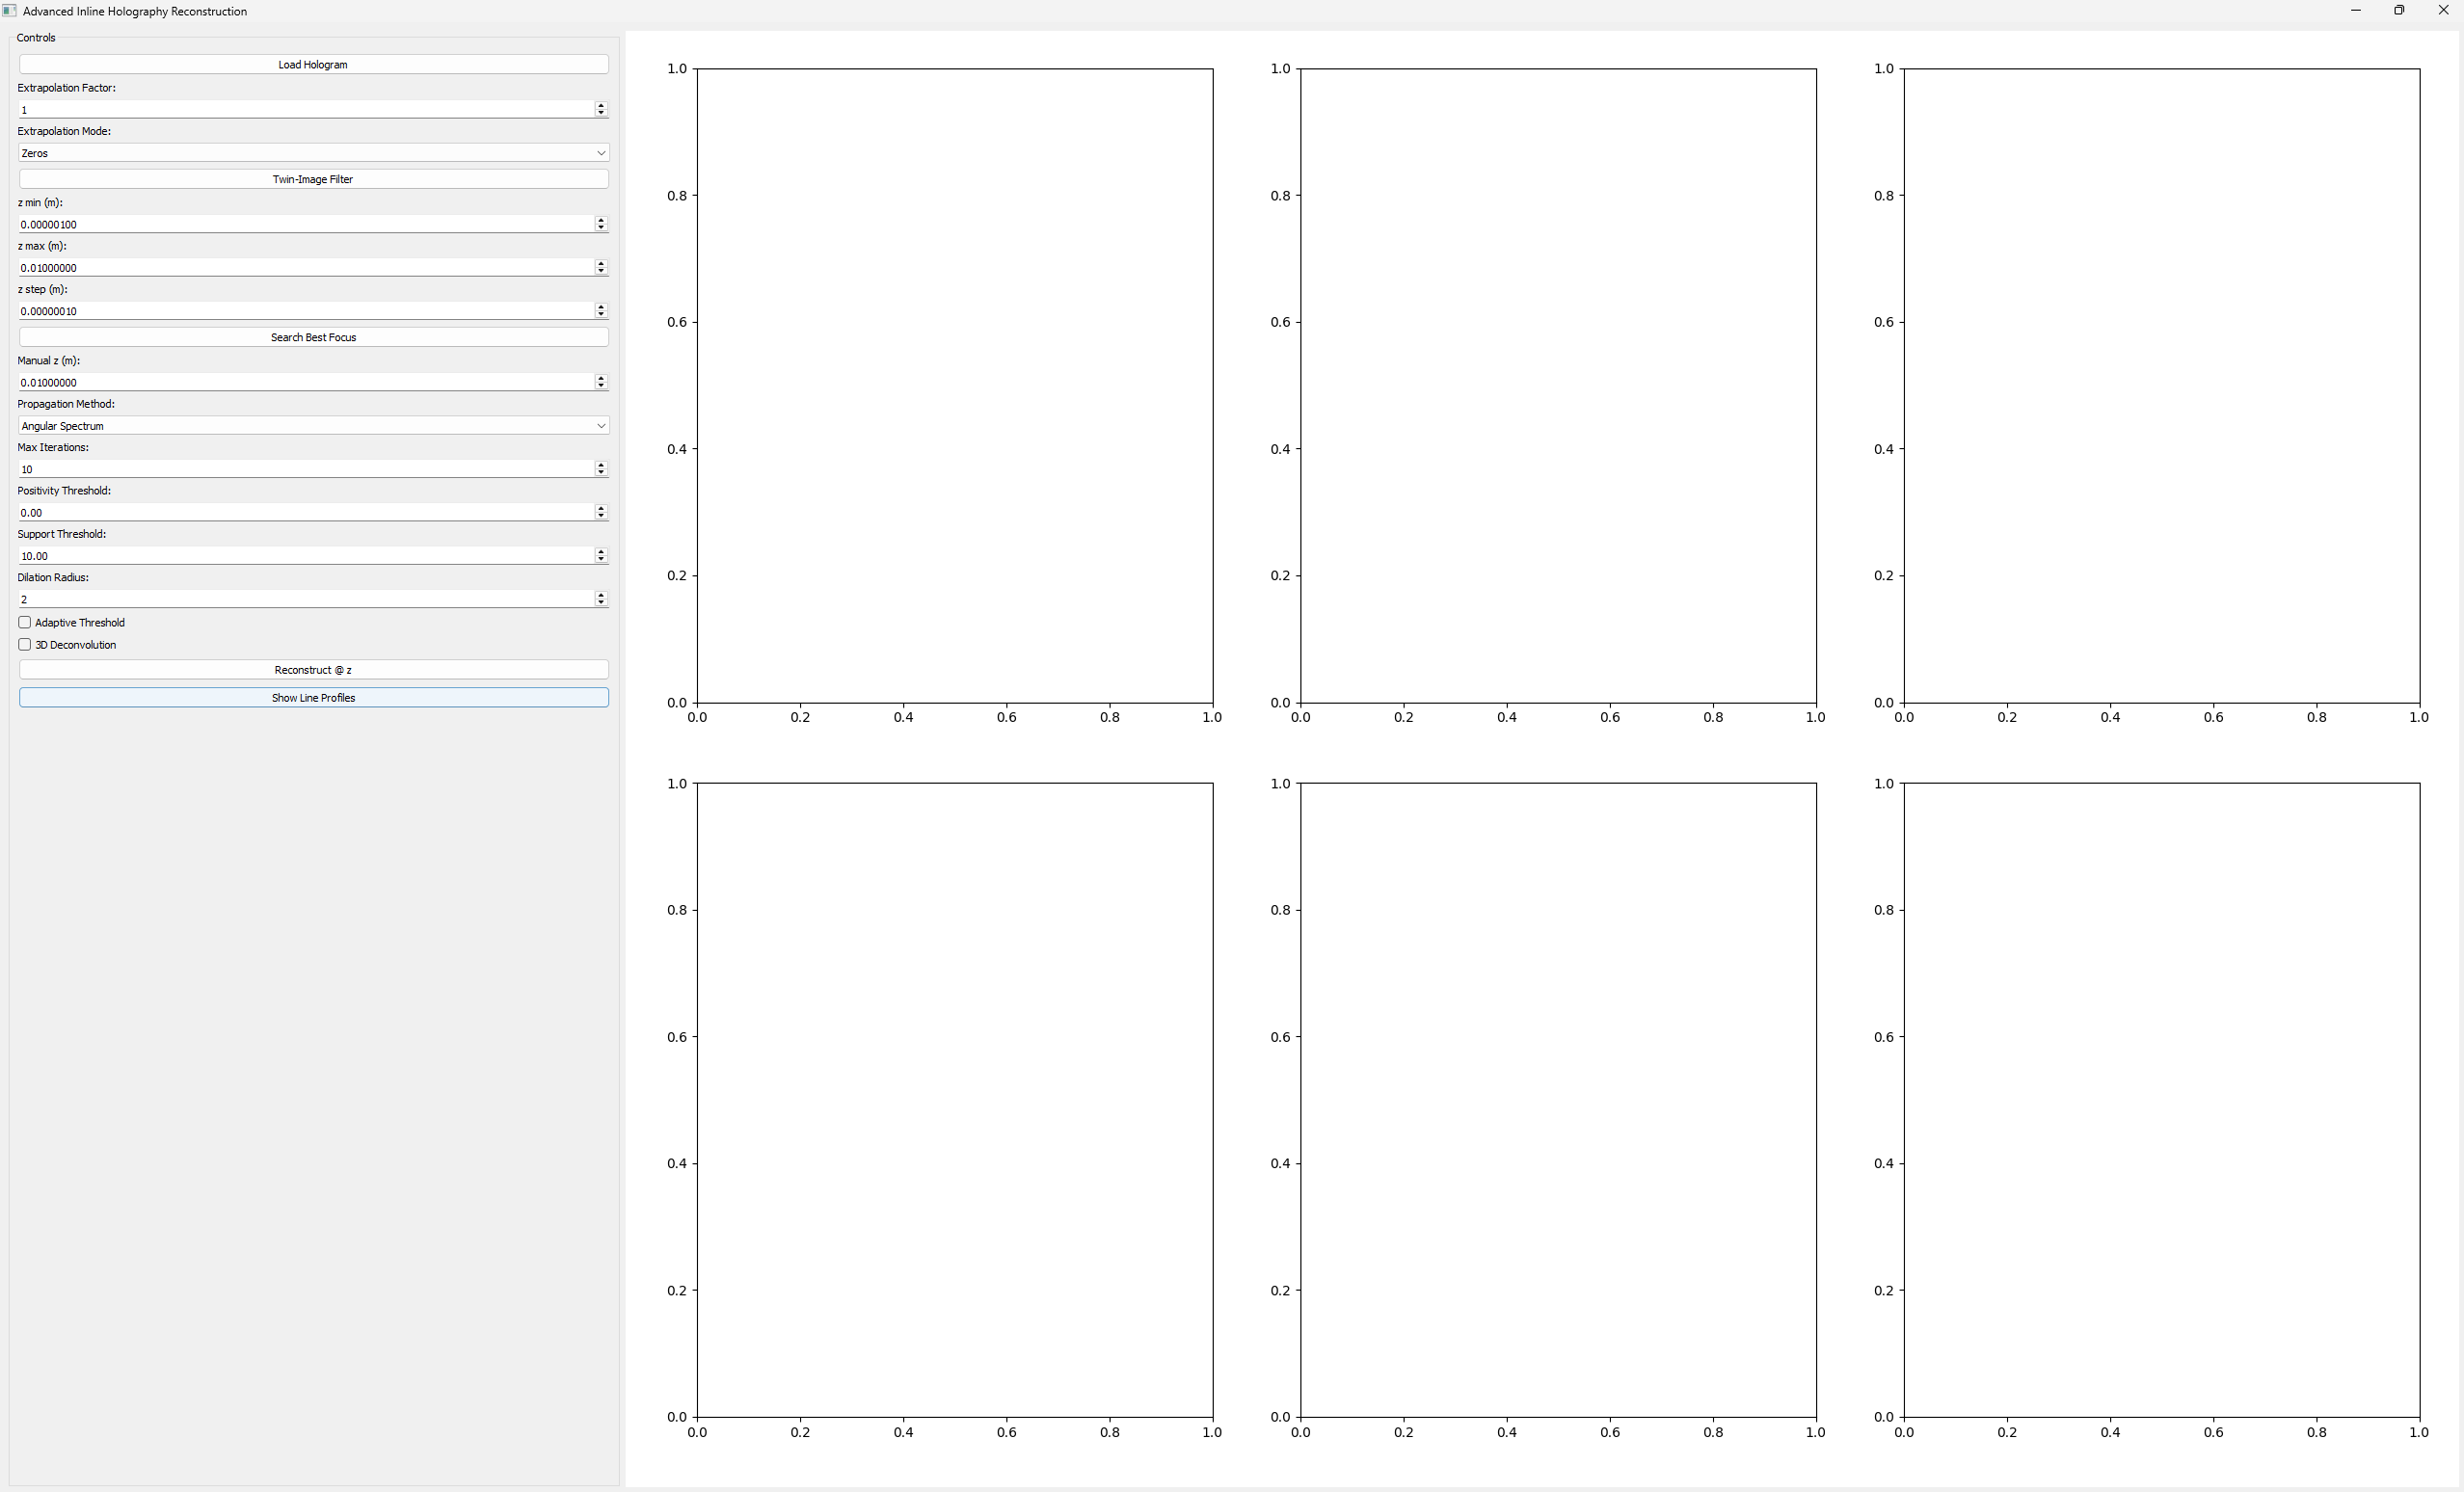 Advanced Inline Holography Reconstruction
Controls
Load Hologram
Extrapolation Factor:
1
Extrapolation Mode:
Zeros
Twin-Image Filter
z min (m):
0.00000100
z max (m):
0.01000000
z step (m):
0.00000010
Search Best Focus
Manual z (m):
0.01000000
Propagation Method:
Angular Spectrum
Max Iterations:
10
Positivity Threshold:
0.00
Support Threshold:
10.00
Dilation Radius:
2
Adaptive Threshold
3D Deconvolution
Reconstruct @ z
Show Line Profiles
1.0 1.0 1.0
0.8 0.8 0.8
0.6 0.6 0.6
0.4 0.4 0.4
0.2 0.2 0.2
0.0 0.0 0.0
0.0 0.2 0.4 0.6 0.8 1.0 0.0 0.2 0.4 0.6 0.8 1.0 0.0 0.2 0.4 0.6 0.8 1.0
1.0 1.0 1.0
0.8 0.8 0.8
0.6 0.6 0.6
0.4 0.4 0.4
0.2 0.2 0.2
0.0 0.0 0.0
0.0 0.2 0.4 0.6 0.8 1.0 0.0 0.2 0.4 0.6 0.8 1.0 0.0 0.2 0.4 0.6 0.8 1.0